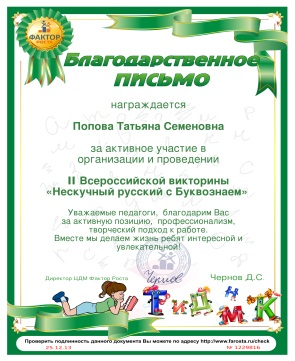 ФАКТОР
РОСТА
Благодарственное
ПИСЬМО
награждается
Попова Татьяна Семеновна
за активное участие в
организации и проведении
II Всероссийской викторины
«Нескучный русский с Буквознаем»
Уважаемые педагоги, благодарим Вас
за активную позицию, профессионализм,
творческий подход к работе.
Вместе мы делаем жизнь ребят интересной и
увлекательной!
Директор ЦДМ Фактор Роста
Чернов Д.С.
Проверить подлинность данного документа Вы можете по адресу http://www.farosta.ru/check
25.12.13
№ 1229816